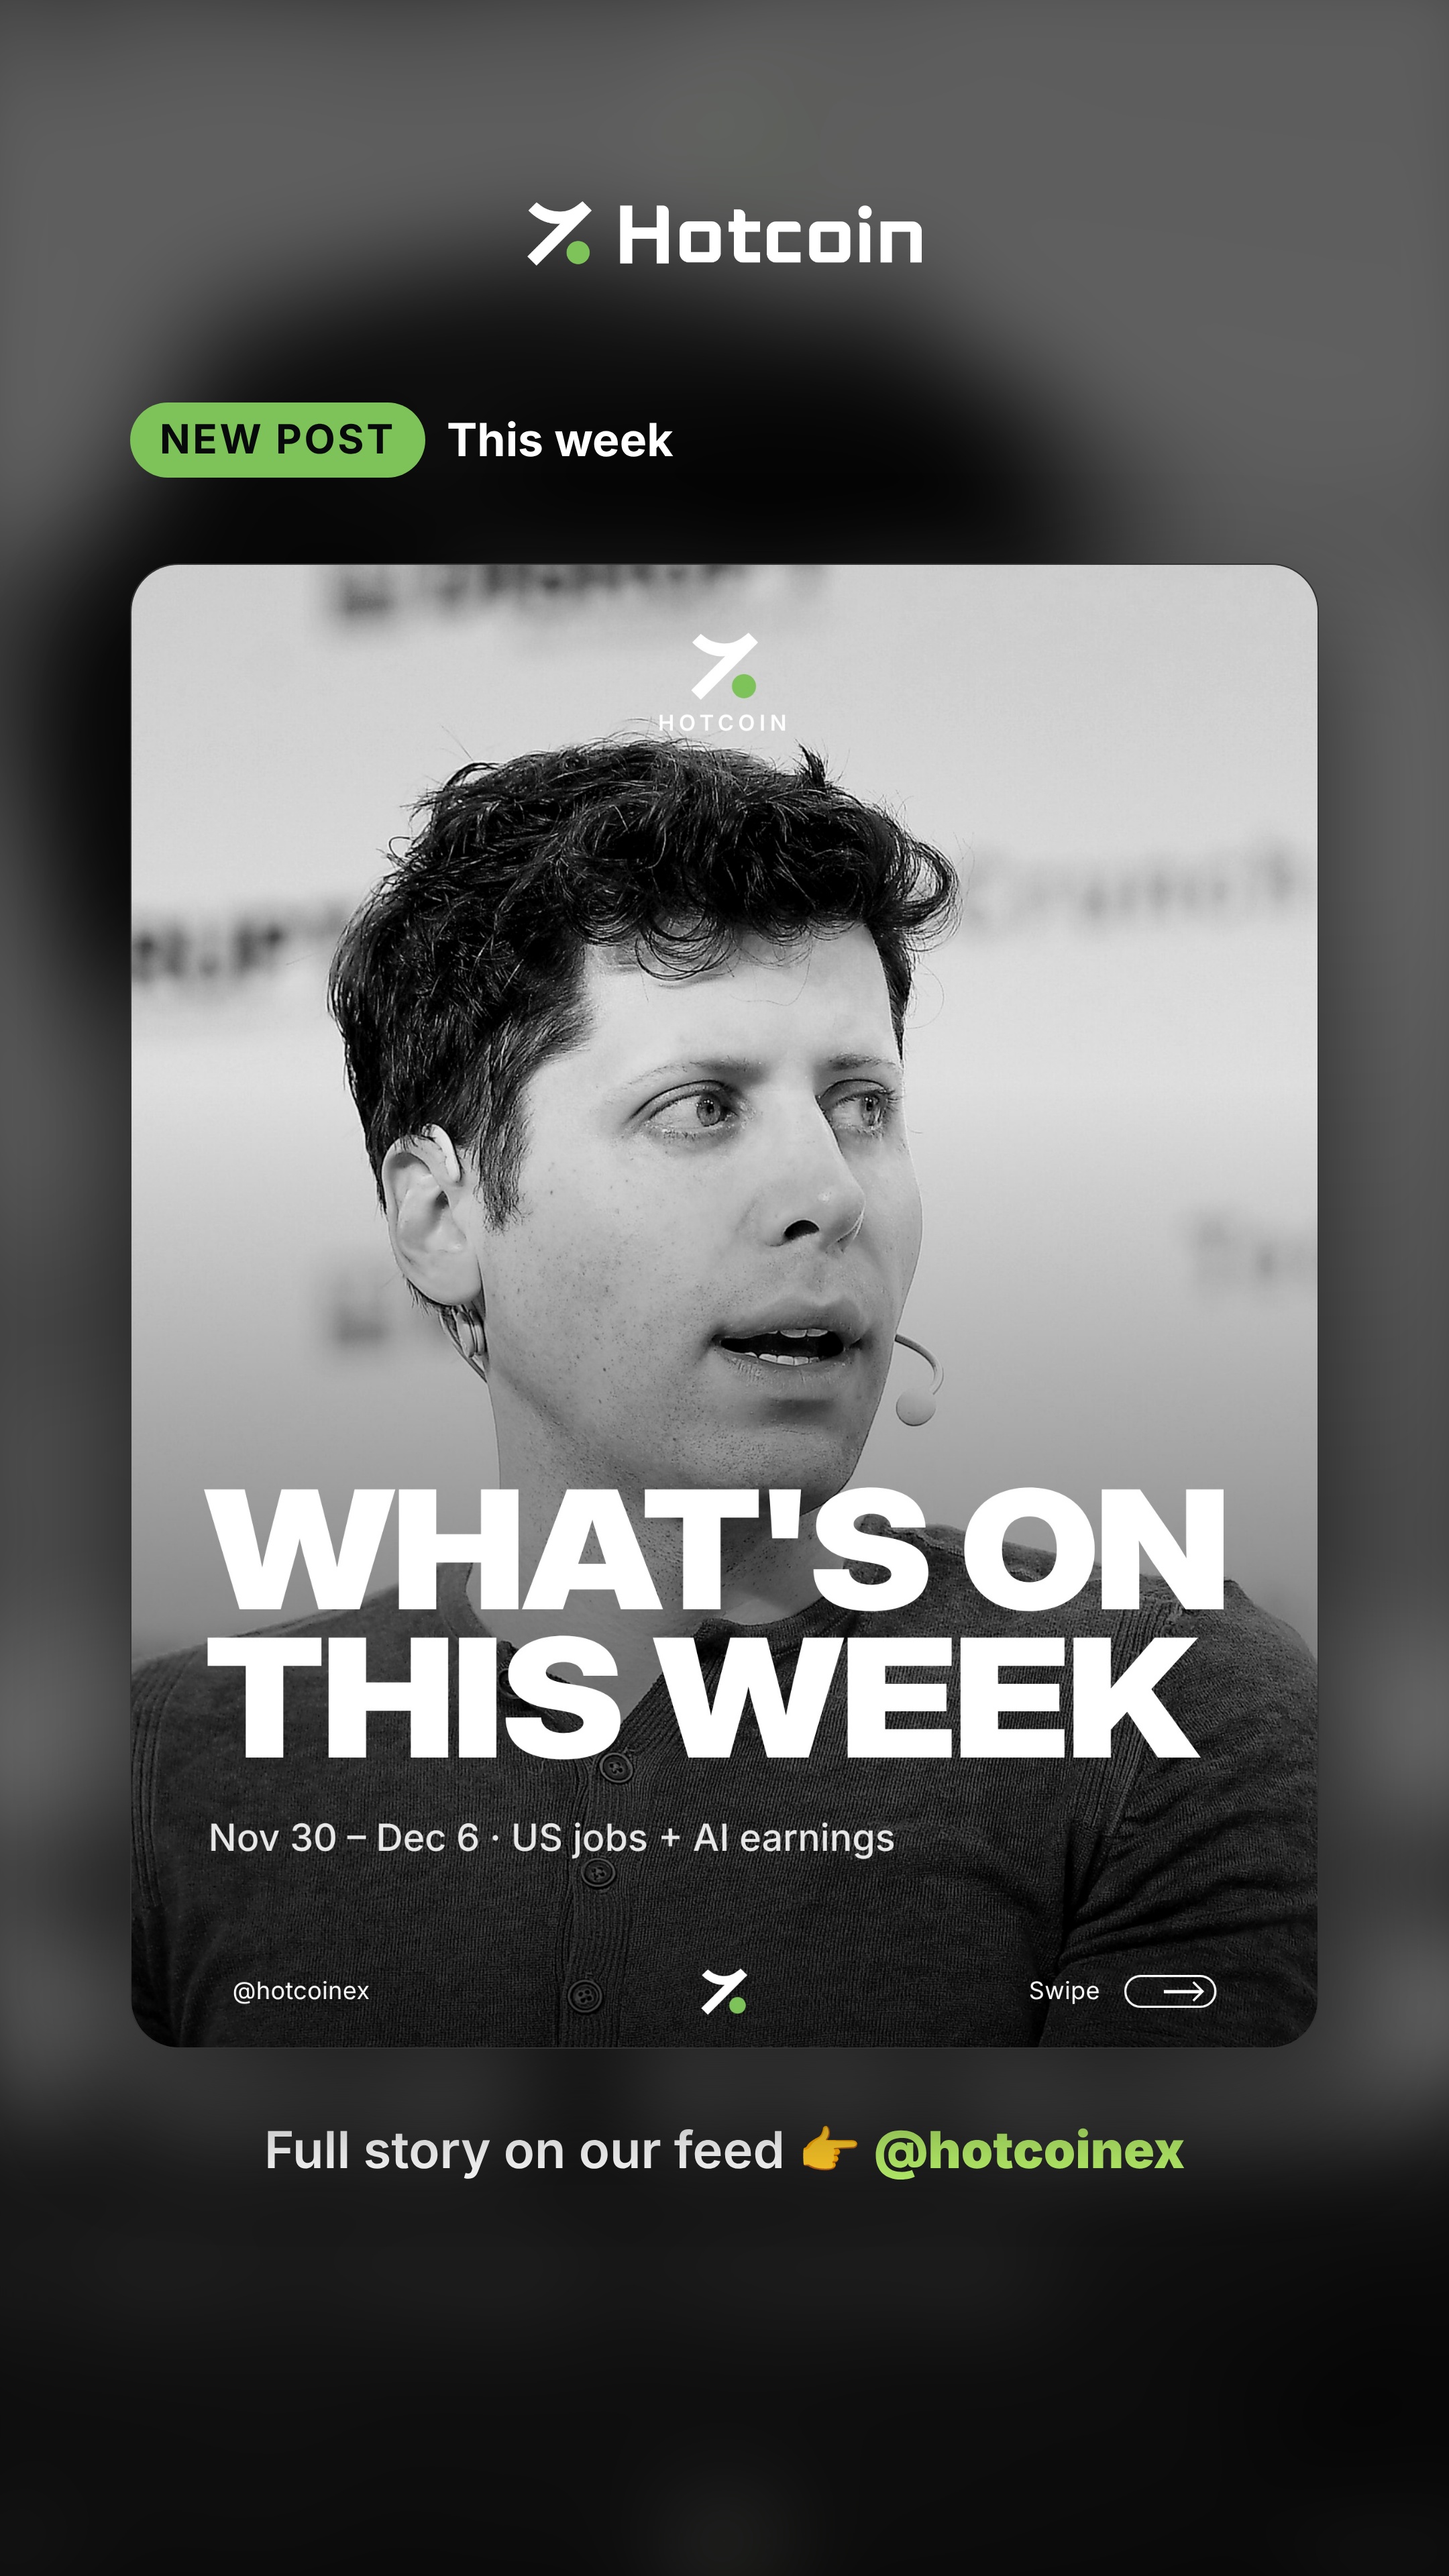 Hotcoin
NEW POST This week
HOTCOIN
WHAT'S ON
THIS WEEK
Nov 30 – Dec 6 · US jobs + AI earnings
@hotcoinex
Swipe
Full story on our feed 👉 @hotcoinex